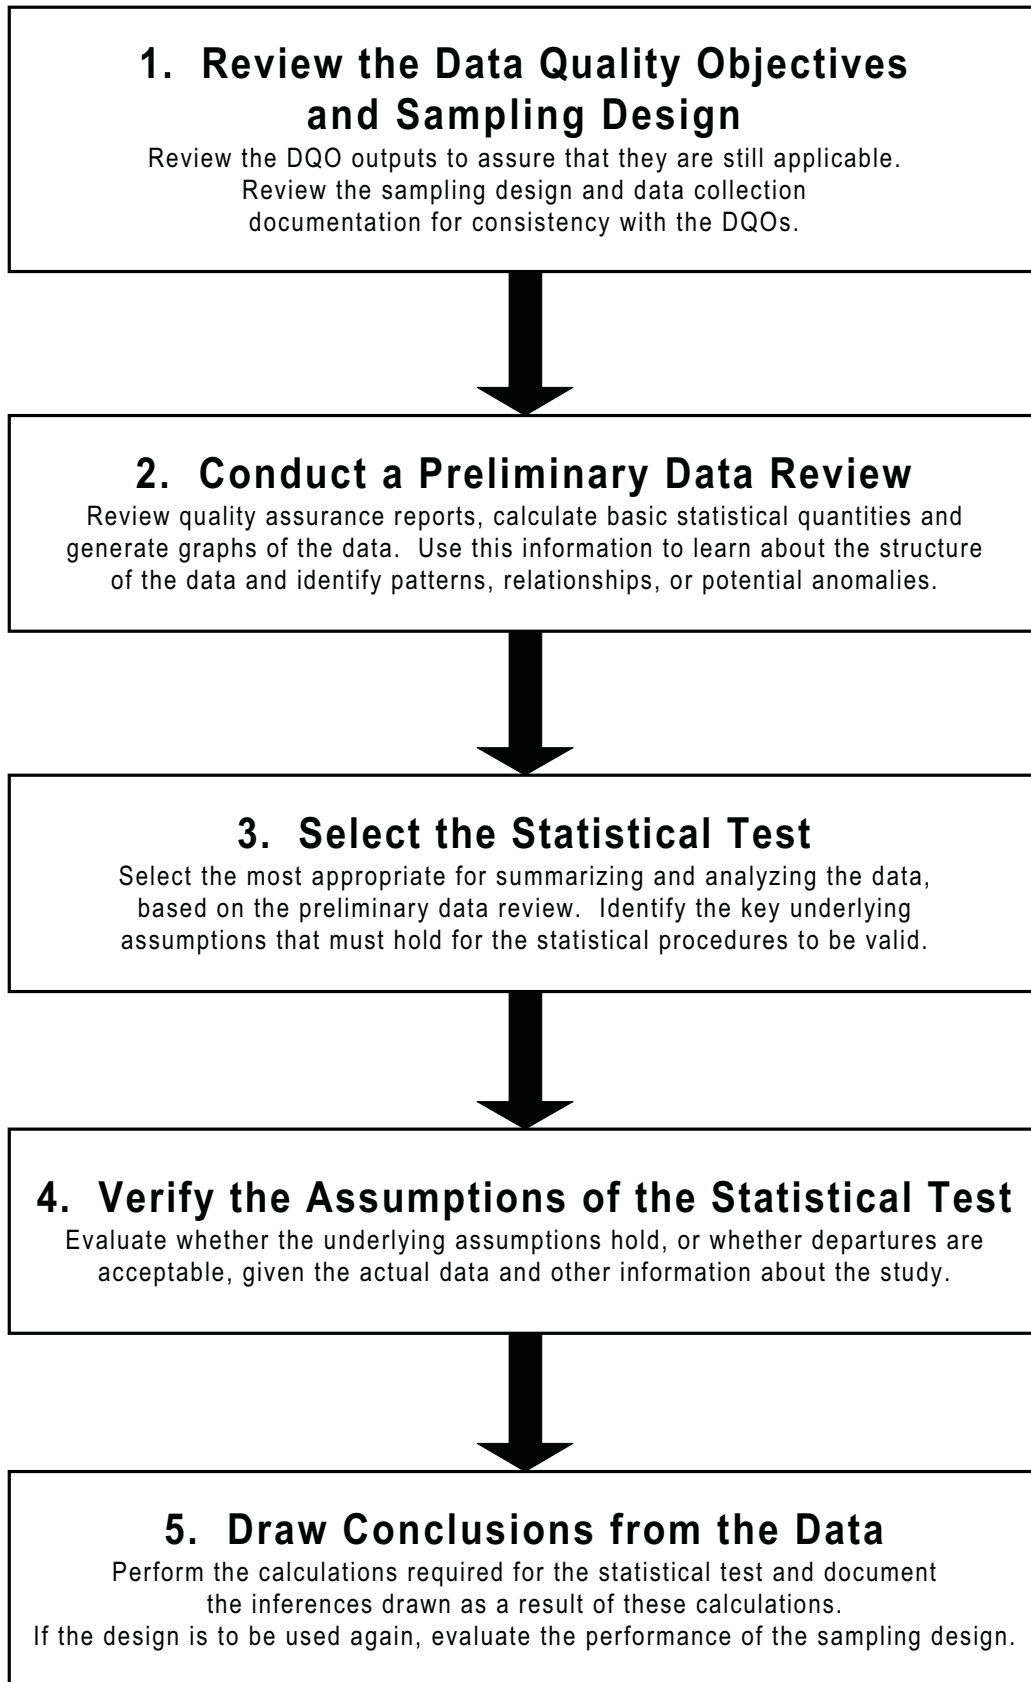 1. Review the Data Quality Objectives
and Sampling Design
Review the DQO outputs to assure that they are still applicable.
Review the sampling design and data collection
documentation for consistency with the DQOs.
2. Conduct a Preliminary Data Review
Review quality assurance reports, calculate basic statistical quantities and
generate graphs of the data. Use this information to learn about the structure
of the data and identify patterns, relationships, or potential anomalies.
3. Select the Statistical Test
Select the most appropriate for summarizing and analyzing the data,
based on the preliminary data review. Identify the key underlying
assumptions that must hold for the statistical procedures to be valid.
4. Verify the Assumptions of the Statistical Test
Evaluate whether the underlying assumptions hold, or whether departures are
acceptable, given the actual data and other information about the study.
5. Draw Conclusions from the Data
Perform the calculations required for the statistical test and document
the inferences drawn as a result of these calculations.
If the design is to be used again, evaluate the performance of the sampling design.